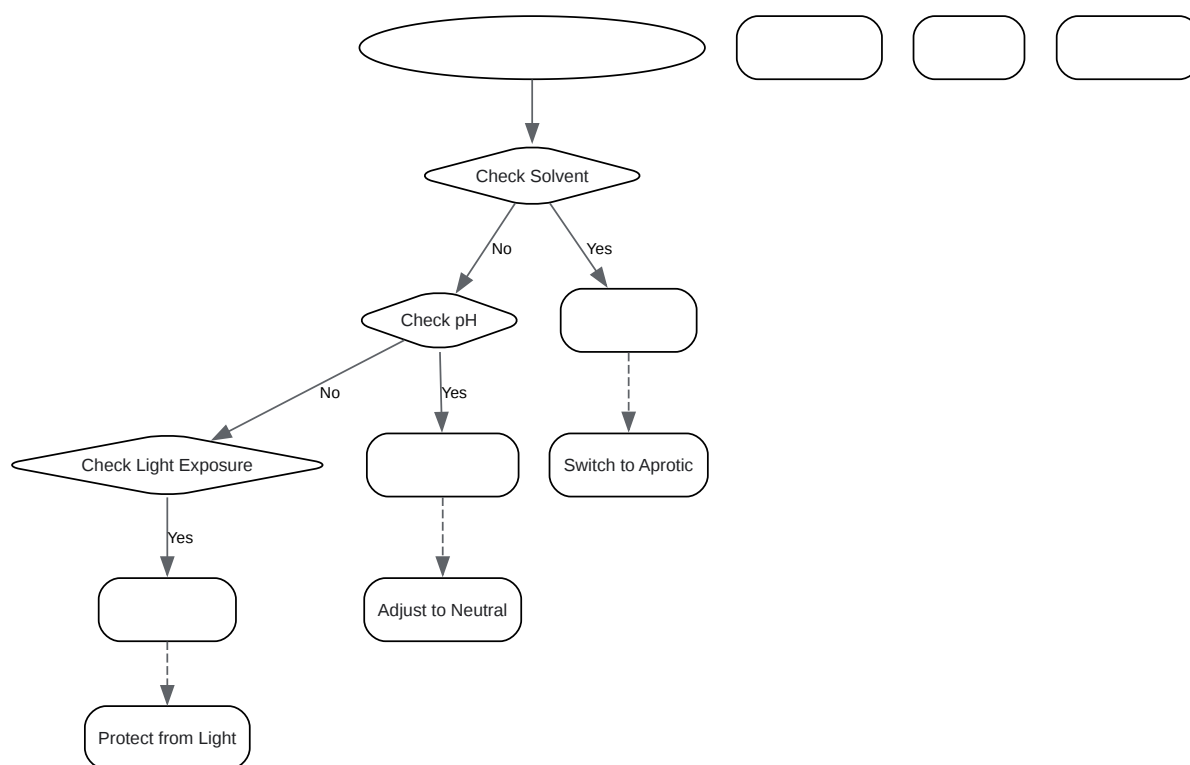 Check Solvent
No
Yes
Check pH
No
Yes
Check Light Exposure
Switch to Aprotic
Yes
Adjust to Neutral
Protect from Light